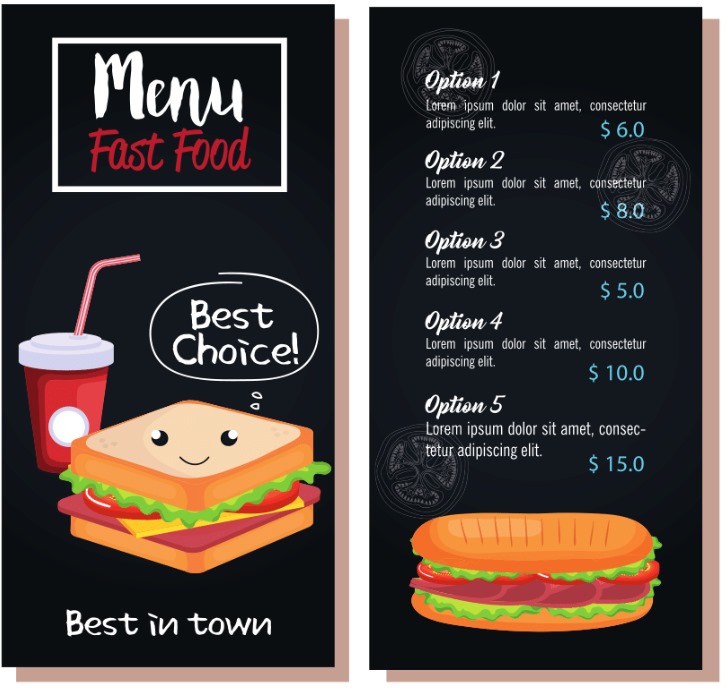 Menu
Fast Food
Best
Choice!
Best in town
Option 1
Lorem ipsum dolor sit amet, consectetur
adipiscing elit.
$ 6.0
Option 2
Lorem ipsum dolor sit amet, consectetur
adipiscing elit.
$ 8.0
Option 3
Lorem ipsum dolor sit amet, consectetur
adipiscing elit.
$ 5.0
Option 4
Lorem ipsum dolor sit amet, consectetur
adipiscing elit.
$ 10.0
Option 5
Lorem ipsum dolor sit amet, consec-
tetur adipiscing elit.
$ 15.0